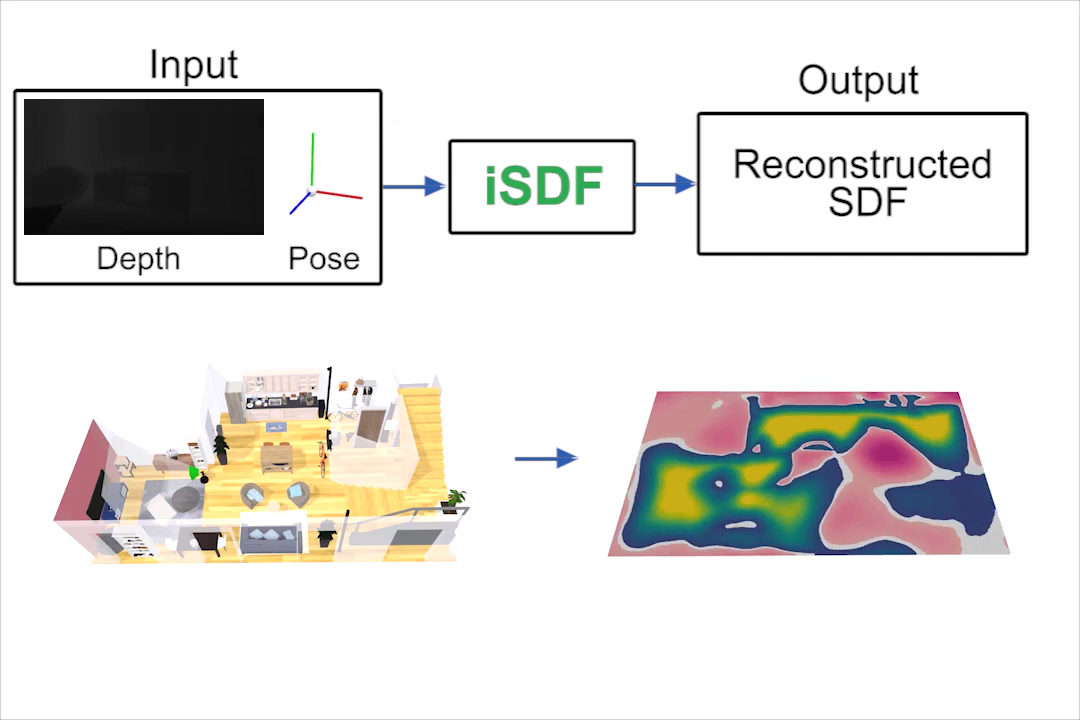 Input
Output
Depth
Pose
iSDF
Reconstructed
SDF